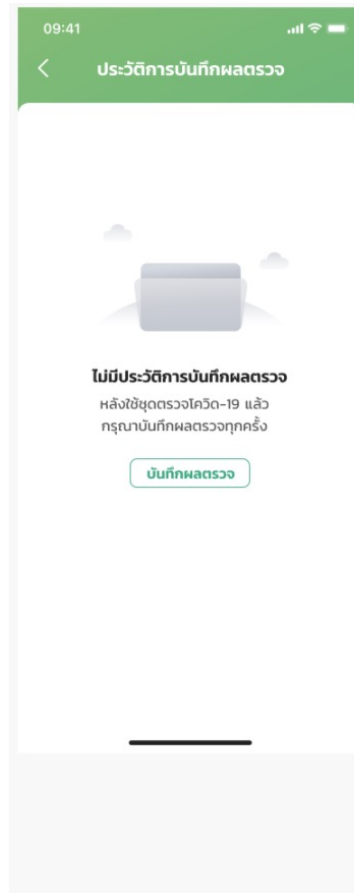 09:41
ประวัติการบันทึกผลตรวจ
ไม่มีประวัติการบันทึกผลตรวจ
หลังใช้ชุดตรวจโควิด-19 แล้ว
กรุณาบันทึกผลตรวจทุกครั้ง
บันทึกผลตรวจ